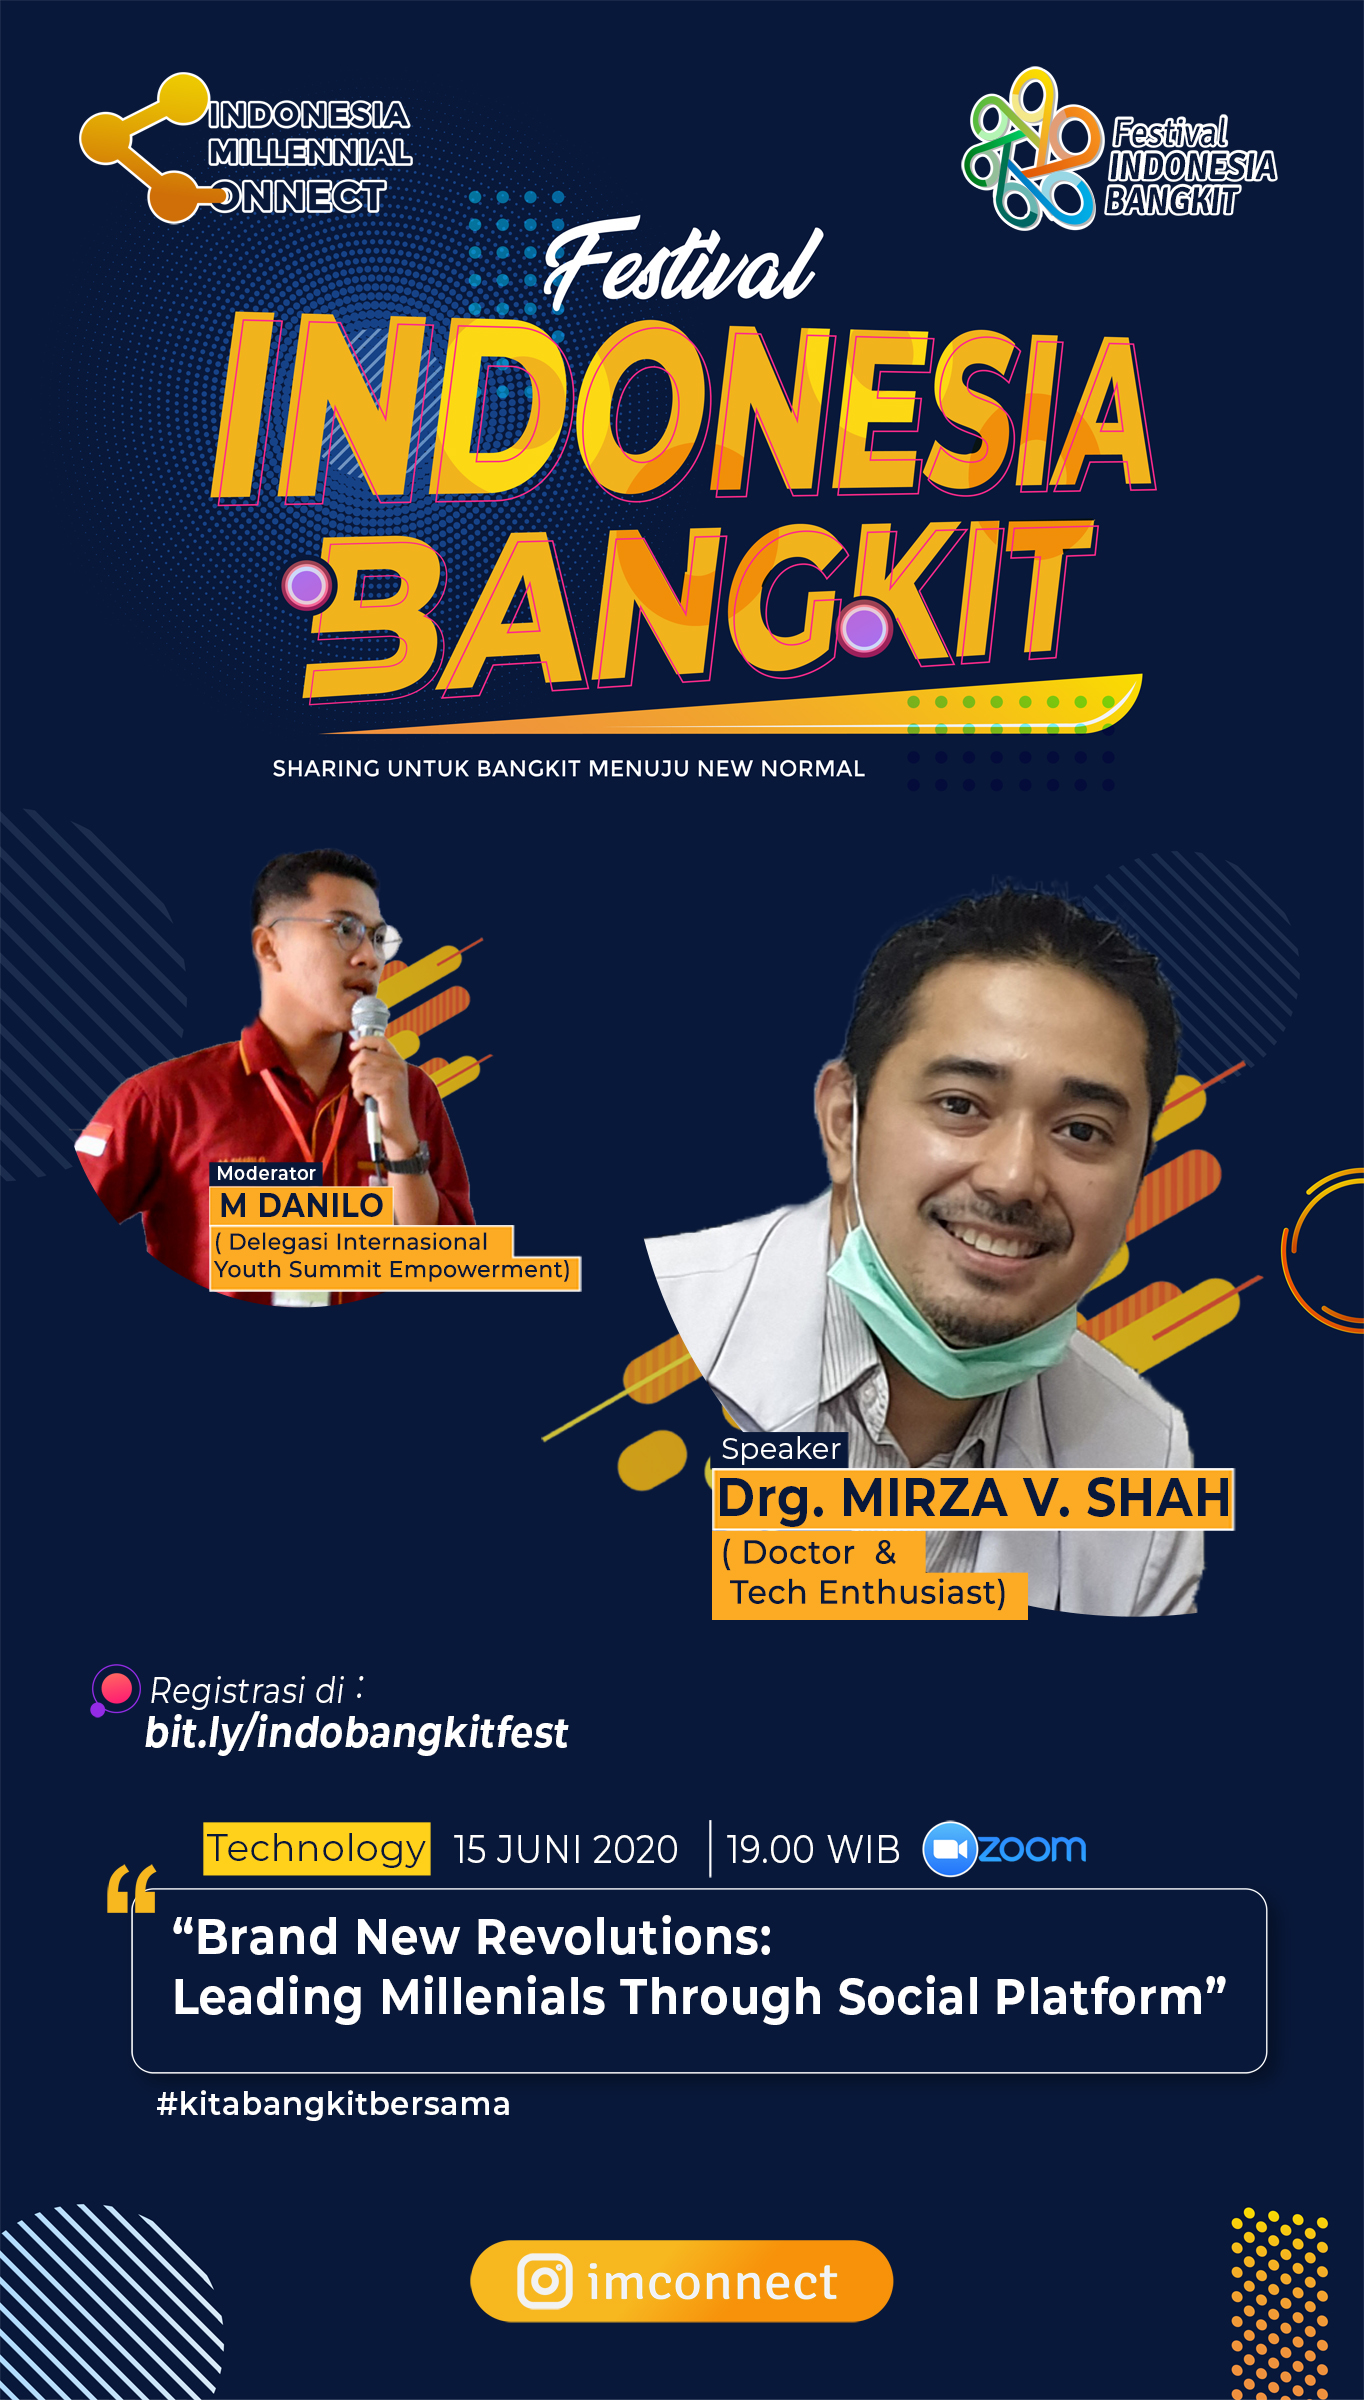 INDONESIA
MILLENNIAL
CONNECT
Festival
INDONESIA
BANGKIT
Festival
INDONESIA
BANGKIT
SHARING UNTUK BANGKIT MENUJU NEW NORMAL
Moderator
M DANILO
( Delegasi Internasional
Youth Summit Empowerment)
Speaker
Drg. MIRZA V. SHAH
( Doctor &
Tech Enthusiast)
Registrasi di :
bit.ly/indobangkitfest
Technology 15 JUNI 2020 | 19.00 WIB zoom
“Brand New Revolutions:
Leading Millenials Through Social Platform”
#kitabangkitbersama
imconnect